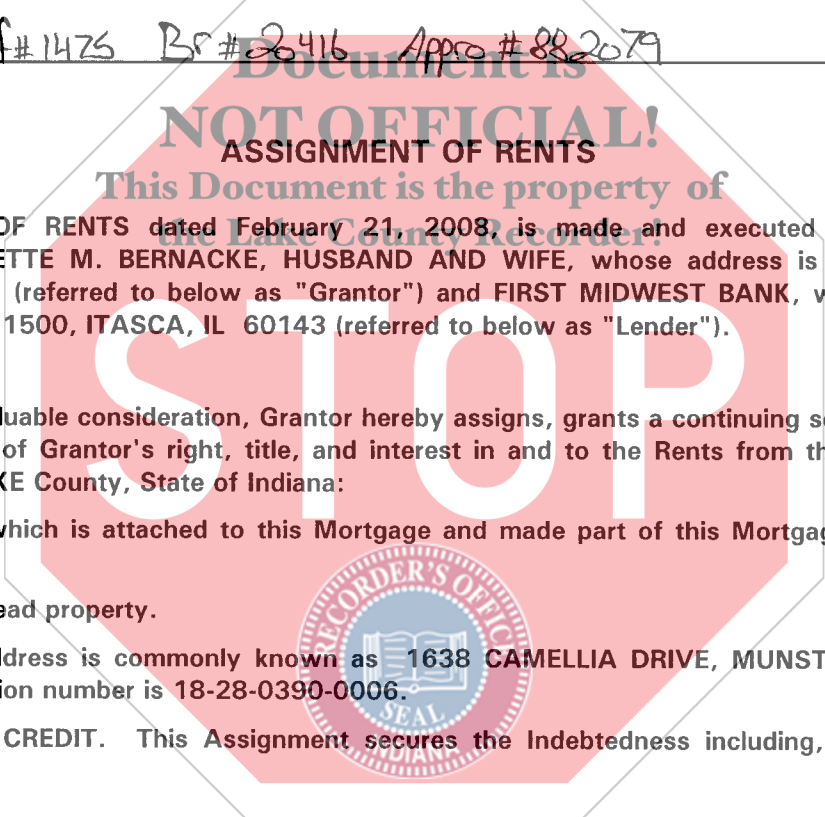 #1475 Br # 20416 Appro # 882079
Document is
NOT OFFICIAL!
ASSIGNMENT OF RENTS
This Document is the property of
the Lake County Recorder!
OF RENTS dated February 21, 2008, is made and executed
ETTE M. BERNACKE, HUSBAND AND WIFE, whose address is
(referred to below as "Grantor") and FIRST MIDWEST BANK, w
1500, ITASCA, IL 60143 (referred to below as "Lender").
STOP
luable consideration, Grantor hereby assigns, grants a continuing se
of Grantor's right, title, and interest in and to the Rents from th
KE County, State of Indiana:
which is attached to this Mortgage and made part of this Mortgag
ead property.
ddress is commonly known as 1638 CAMELLIA DRIVE, MUNST
ion number is 18-28-0390-0006.
CREDIT. This Assignment secures the Indebtedness including,
RECORDER'S OFFICE
SEAL
INDIANA